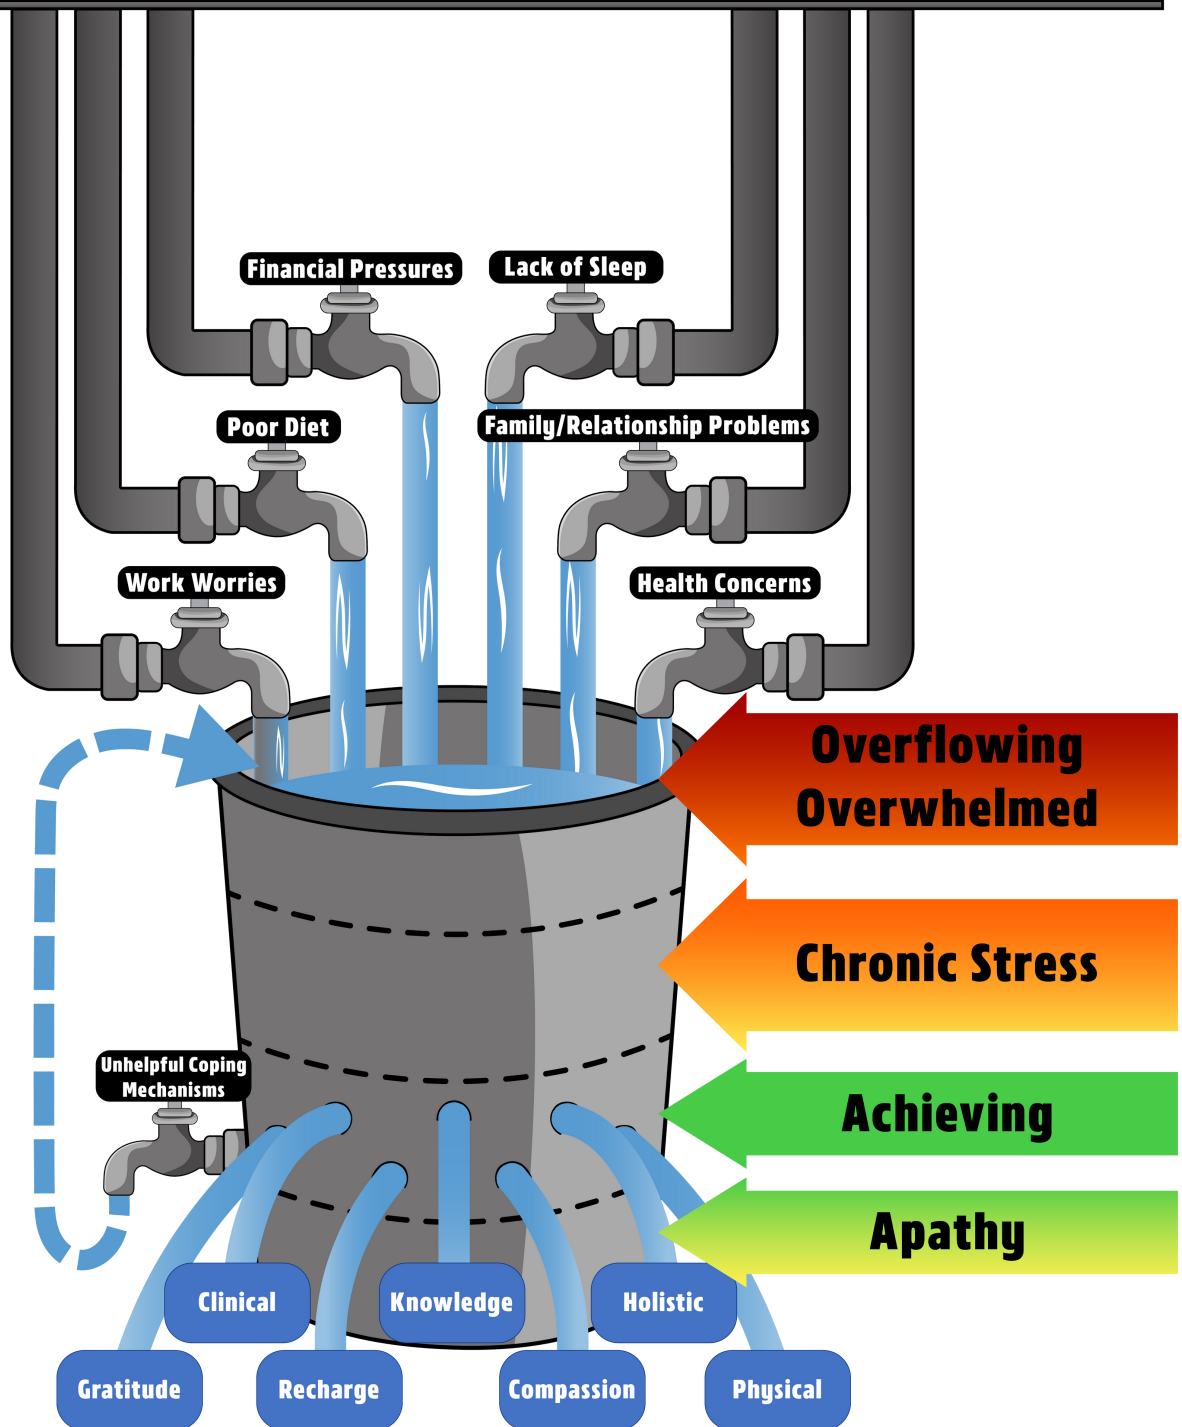 Financial Pressures
Lack of Sleep
Poor Diet
Family/Relationship Problems
Work Worries
Health Concerns
Overflowing
Overwhelmed
Chronic Stress
Unhelpful Coping
Mechanisms
Achieving
Apathy
Clinical
Knowledge
Holistic
Gratitude
Recharge
Compassion
Physical